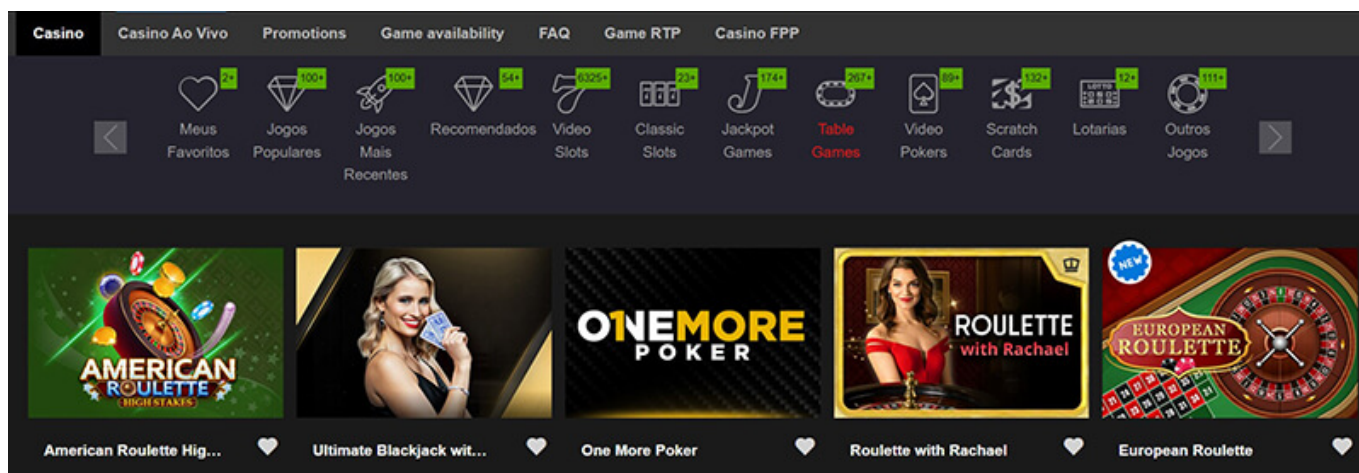 Casino Casino Ao Vivo Promotions Game availability FAQ Game RTP Casino FPP
2+ 100+ 100+ 54+ 6325+ 23+ 174+ 267+ 89+ 132+ 12+ 111+
Meus Favoritos
Jogos Populares
Jogos Mais Recentes
Recomendados
Video Slots
Classic Slots
Jackpot Games
Table Games
Video Pokers
Scratch Cards
LOTTO
Lotarias
Outros Jogos
AMERICAN
ROULETTE
HIGH STAKES
ONEMORE
POKER
ROULETTE
with Rachael
NEW
EUROPEAN
ROULETTE
American Roulette Hig...
Ultimate Blackjack wit...
One More Poker
Roulette with Rachael
European Roulette